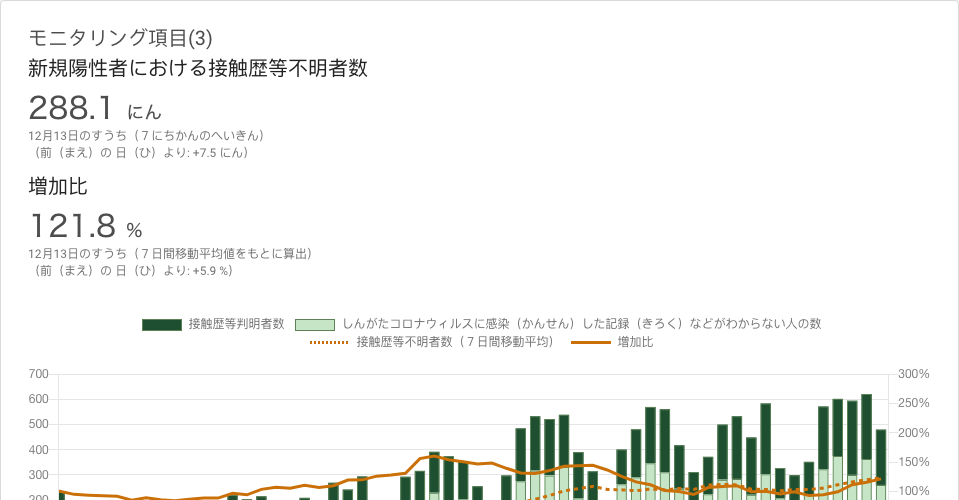 モニタリング項目(3)
新規陽性者における接触歴等不明者数
288.1 にん
12月13日のすうち（７にちかんのへいきん）
（前（まえ）の 日（ひ）より: +7.5 にん）
増加比
121.8 %
12月13日のすうち（７日間移動平均値をもとに算出）
（前（まえ）の 日（ひ）より: +5.9 %）
接触歴等判明者数 しんがたコロナウィルスに感染（かんせん）した記録（きろく）などがわからない人の数
接触歴等不明者数（７日間移動平均） 増加比
700 300%
600 250%
500 200%
400
300 150%
200 100%